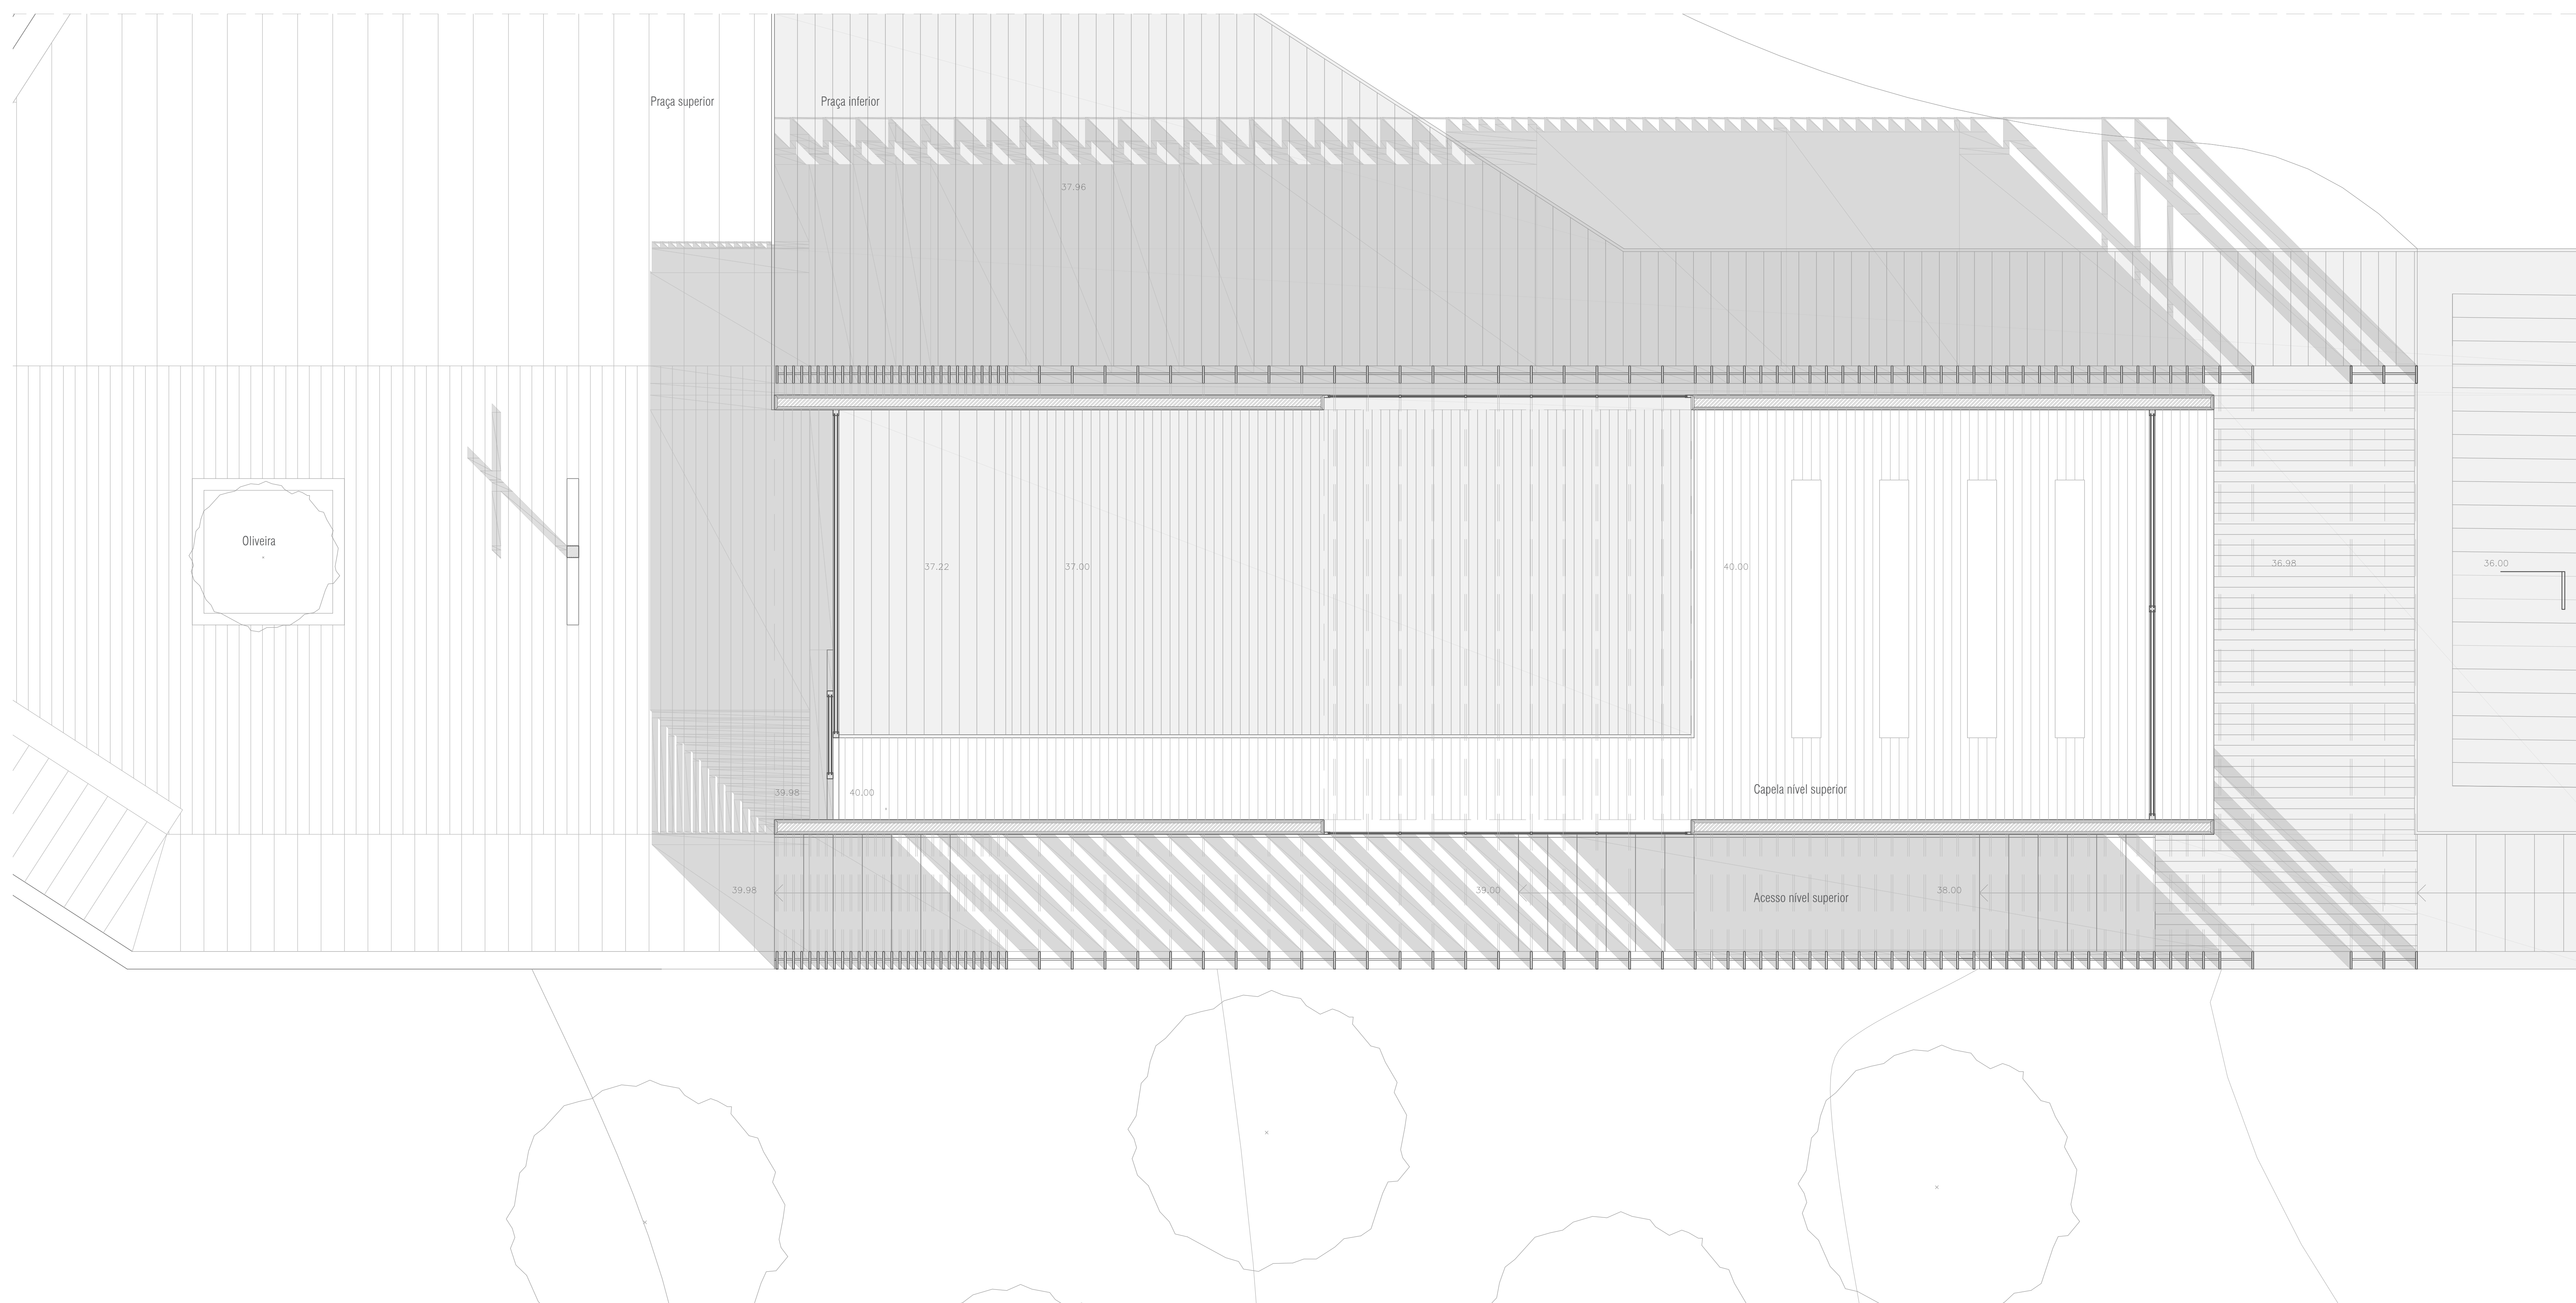 Praça superior
Praça inferior
37.96
Oliveira
37.22
37.00
40.00
36.98
36.00
39.98
40.00
Capela nível superior
39.98
39.00
38.00
Acesso nível superior